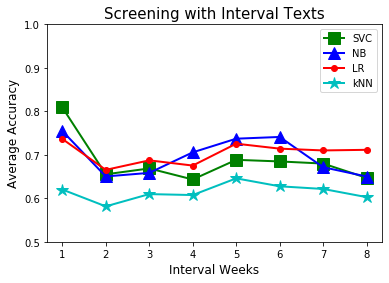 Screening with Interval Texts
1.0
0.9
0.8
0.7
0.6
0.5
Average Accuracy
SVC
NB
LR
kNN
1 2 3 4 5 6 7 8
Interval Weeks